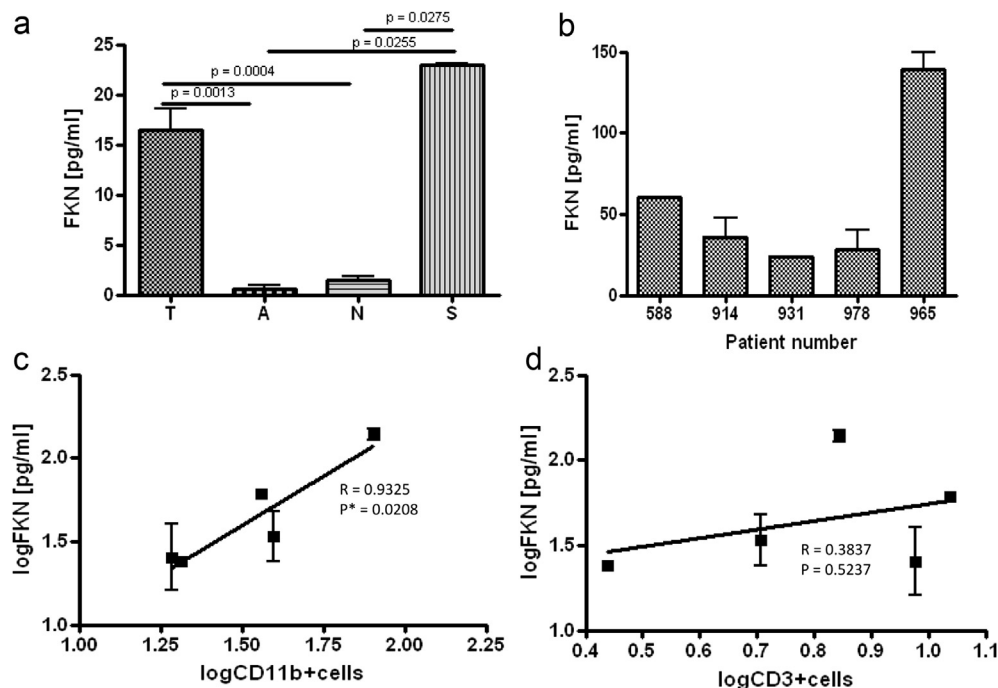 a
p = 0.0275
p = 0.0255
p = 0.0004
p = 0.0013
FKN [pg/ml]
25
20
15
10
5
0
T A N S
b
FKN [pg/ml]
150
100
50
0
588 914 931 978 965
Patient number
c
logFKN [pg/ml]
2.5
2.0
1.5
1.0
R = 0.9325
P* = 0.0208
1.00 1.25 1.50 1.75 2.00 2.25
logCD11b+cells
d
logFKN [pg/ml]
2.5
2.0
1.5
1.0
R = 0.3837
P = 0.5237
0.4 0.5 0.6 0.7 0.8 0.9 1.0 1.1
logCD3+cells